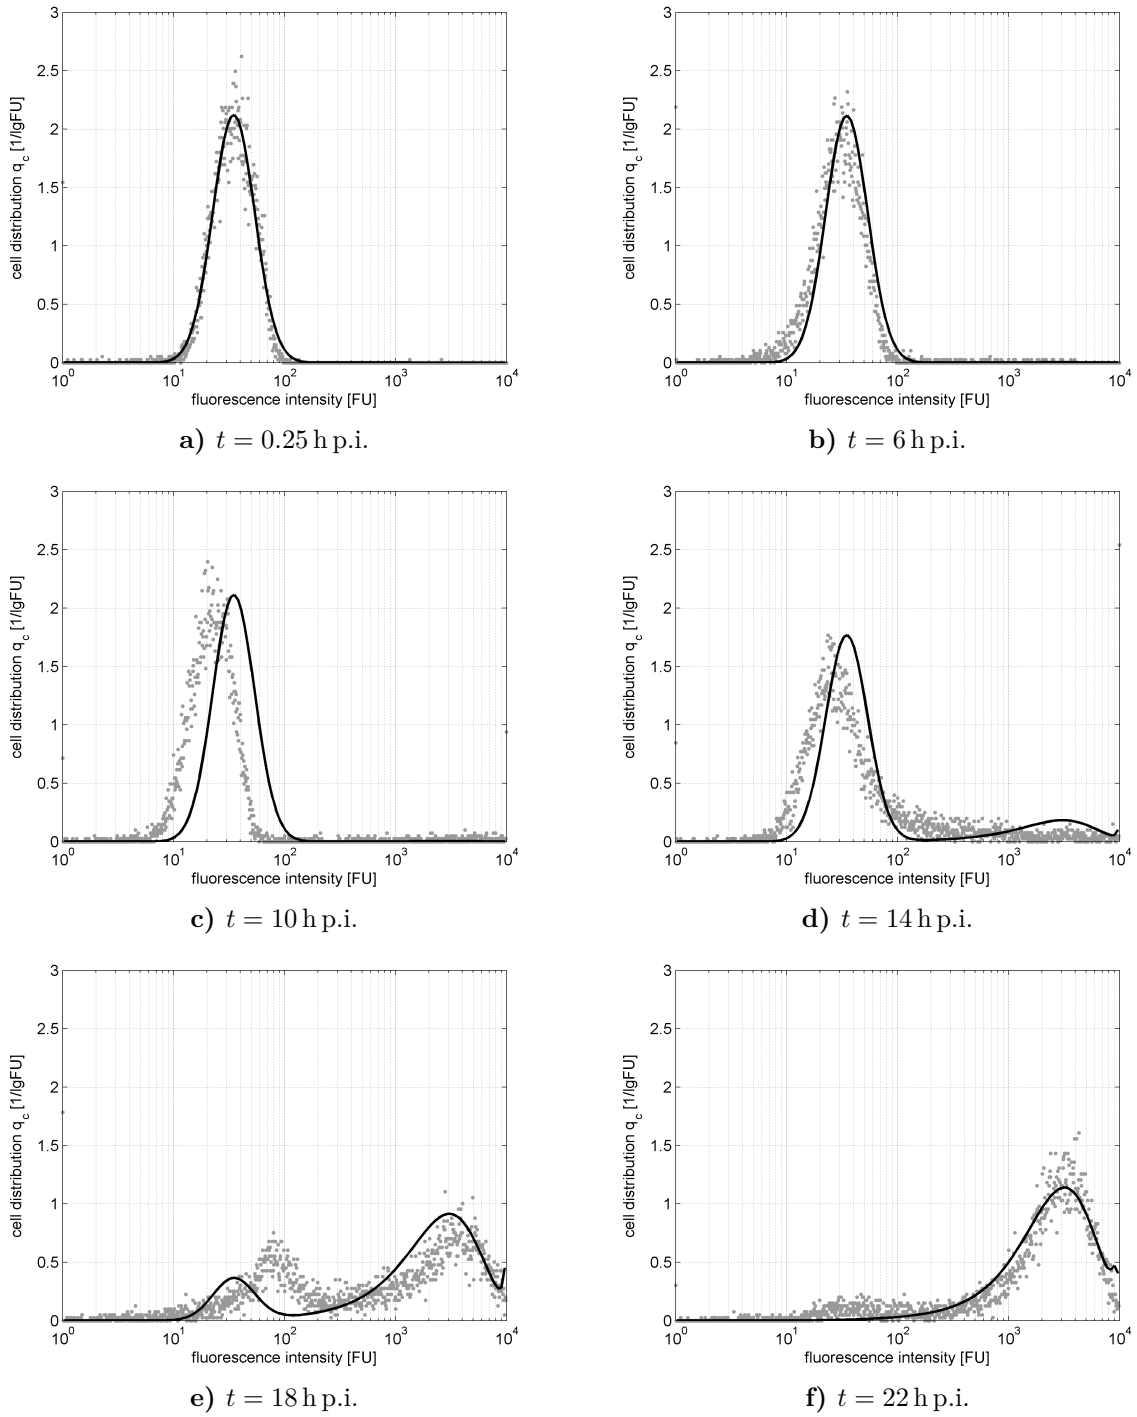 3
2.5
2
1.5
1
0.5
0
cell distribution q_c [1/lgFU]
10^0 10^1 10^2 10^3 10^4
fluorescence intensity [FU]
a) t = 0.25 h p.i.
3
2.5
2
1.5
1
0.5
0
cell distribution q_c [1/lgFU]
10^0 10^1 10^2 10^3 10^4
fluorescence intensity [FU]
b) t = 6 h p.i.
3
2.5
2
1.5
1
0.5
0
cell distribution q_c [1/lgFU]
10^0 10^1 10^2 10^3 10^4
fluorescence intensity [FU]
c) t = 10 h p.i.
3
2.5
2
1.5
1
0.5
0
cell distribution q_c [1/lgFU]
10^0 10^1 10^2 10^3 10^4
fluorescence intensity [FU]
d) t = 14 h p.i.
3
2.5
2
1.5
1
0.5
0
cell distribution q_c [1/lgFU]
10^0 10^1 10^2 10^3 10^4
fluorescence intensity [FU]
e) t = 18 h p.i.
3
2.5
2
1.5
1
0.5
0
cell distribution q_c [1/lgFU]
10^0 10^1 10^2 10^3 10^4
fluorescence intensity [FU]
f) t = 22 h p.i.